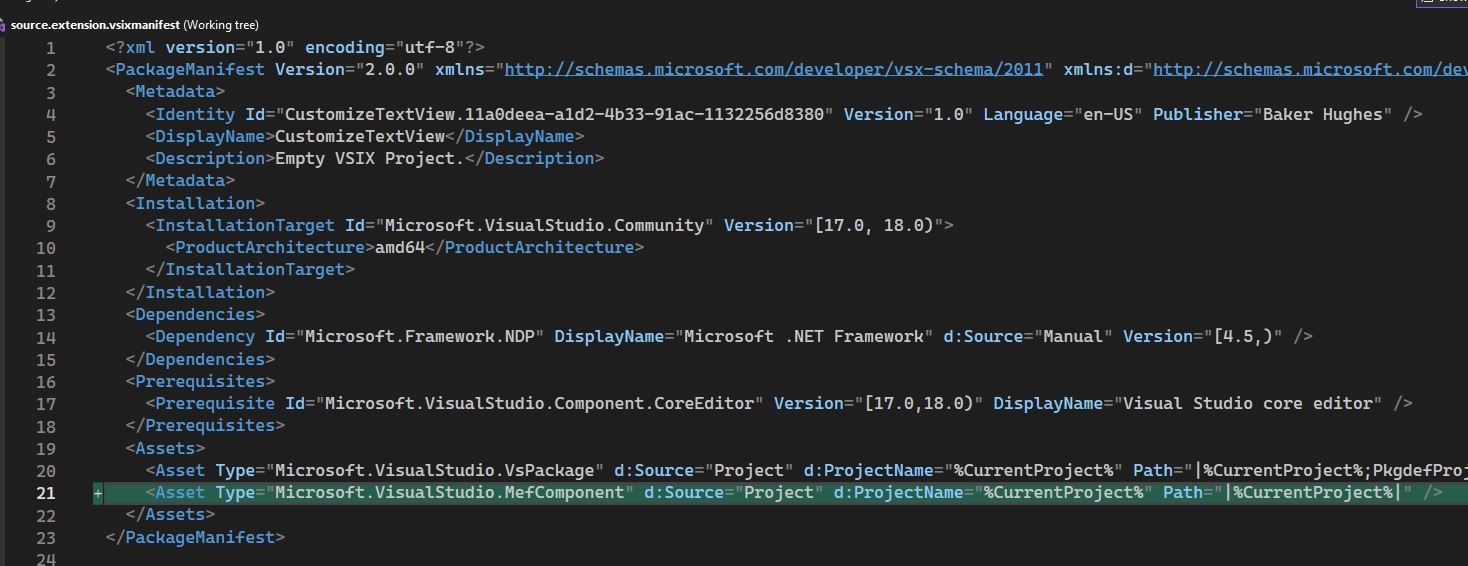 source.extension.vsixmanifest (Working tree)
1 <?xml version="1.0" encoding="utf-8"?>
2 <PackageManifest Version="2.0.0" xmlns="http://schemas.microsoft.com/developer/vsx-schema/2011" xmlns:d="http://schemas.microsoft.com/dev
3 <Metadata>
4 <Identity Id="CustomizeTextView.11a0deea-a1d2-4b33-91ac-1132256d8380" Version="1.0" Language="en-US" Publisher="Baker Hughes" />
5 <DisplayName>CustomizeTextView</DisplayName>
6 <Description>Empty VSIX Project.</Description>
7 </Metadata>
8 <Installation>
9 <InstallationTarget Id="Microsoft.VisualStudio.Community" Version="[17.0, 18.0)">
10 <ProductArchitecture>amd64</ProductArchitecture>
11 </InstallationTarget>
12 </Installation>
13 <Dependencies>
14 <Dependency Id="Microsoft.Framework.NDP" DisplayName="Microsoft .NET Framework" d:Source="Manual" Version="[4.5,)" />
15 </Dependencies>
16 <Prerequisites>
17 <Prerequisite Id="Microsoft.VisualStudio.Component.CoreEditor" Version="[17.0,18.0)" DisplayName="Visual Studio core editor" />
18 </Prerequisites>
19 <Assets>
20 <Asset Type="Microsoft.VisualStudio.VsPackage" d:Source="Project" d:ProjectName="%CurrentProject%" Path="|%CurrentProject%;PkgdefProj
21 + <Asset Type="Microsoft.VisualStudio.MefComponent" d:Source="Project" d:ProjectName="%CurrentProject%" Path="|%CurrentProject%|" />
22 </Assets>
23 </PackageManifest>
24